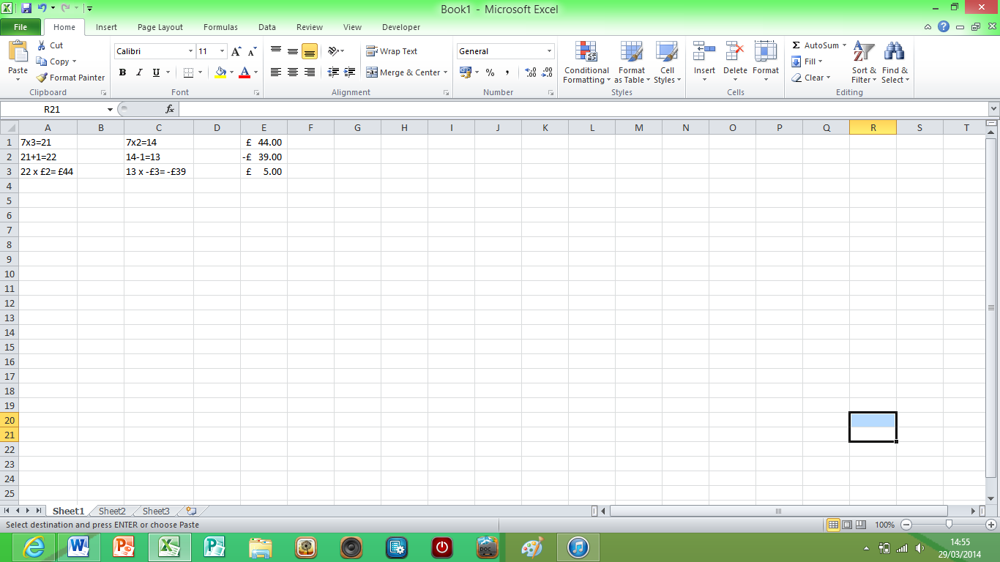 Book1 - Microsoft Excel
File Home Insert Page Layout Formulas Data Review View Developer
Paste Cut Copy Format Painter
Calibri 11 A A
B I U A
Wrap Text
Merge & Center
General
% , .0 .00 .00 .0
Conditional Formatting Format as Table Cell Styles
Insert Delete Format
Σ AutoSum Fill Clear
Sort & Filter Find & Select
Clipboard Font Alignment Number Styles Cells Editing
R21 fx
A B C D E F G H I J K L M N O P Q R S T
1 7x3=21 7x2=14 £ 44.00
2 21+1=22 14-1=13 -£ 39.00
3 22 x £2= £44 13 x -£3= -£39 £ 5.00
4
5
6
7
8
9
10
11
12
13
14
15
16
17
18
19
20
21
22
23
24
25
Sheet1 Sheet2 Sheet3
Select destination and press ENTER or choose Paste 100%
14:55
29/03/2014